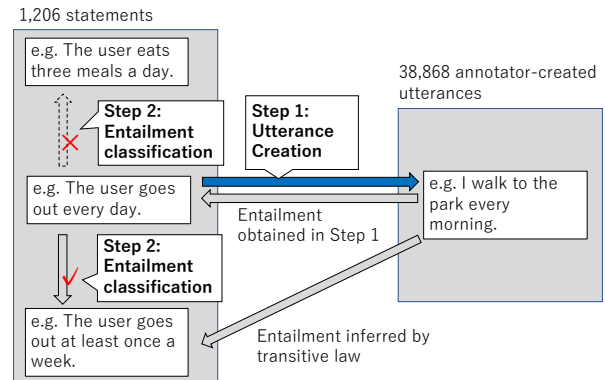 1,206 statements
e.g. The user eats
three meals a day.
38,868 annotator-created
utterances
Step 2:
Entailment
classification
Step 1:
Utterance
Creation
e.g. The user goes
out every day.
e.g. I walk to the
park every
morning.
Entailment
obtained in Step 1
Step 2:
Entailment
classification
e.g. The user goes
out at least once a
week.
Entailment inferred by
transitive law